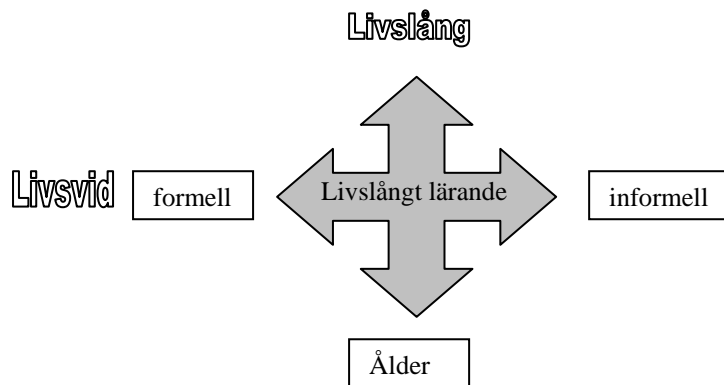 Livslång
Livsvid
formell
Livslångt lärande
informell
Ålder